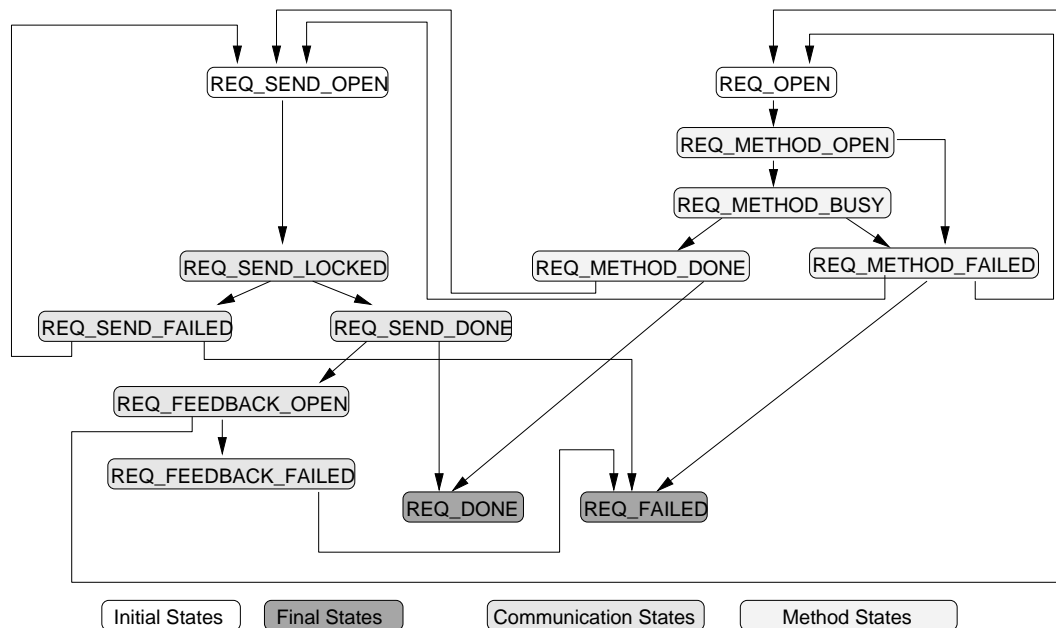 REQ_SEND_OPEN
REQ_OPEN
REQ_METHOD_OPEN
REQ_METHOD_BUSY
REQ_SEND_LOCKED
REQ_METHOD_DONE
REQ_METHOD_FAILED
REQ_SEND_FAILED
REQ_SEND_DONE
REQ_FEEDBACK_OPEN
REQ_FEEDBACK_FAILED
REQ_DONE
REQ_FAILED
Initial States
Final States
Communication States
Method States